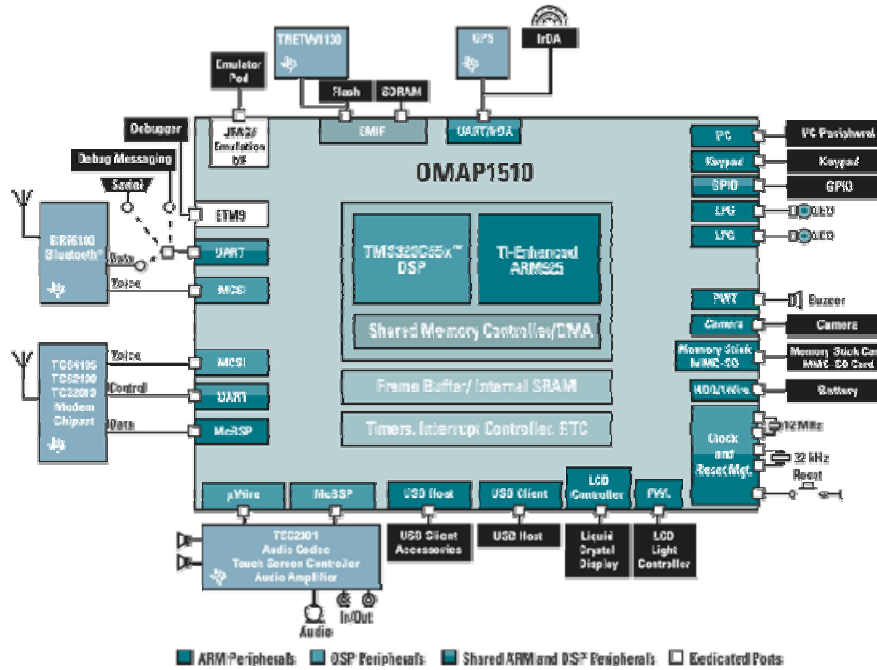 TNETW1130
GPS
IrDA
Emulator
Pod
Flash
SDRAM
Debugger
JTAG/
Emulation
I/F
EMIF
UART/IrDA
I²C
I²C Peripheral
Debug Messaging
OMAP1510
Keypad
Keypad
Serial
GPIO
GPIO
ETM9
LPG
LED
BRF6100
Bluetooth®
Data
UART
TMS320C55x™
DSP
TI-Enhanced
ARM925
LPG
LED
Voice
MCSI
PWT
Buzzer
Shared Memory Controller/DMA
Camera
Camera
Voice
MCSI
Memory Stick
MMC-SD
Memory Stick Card
MMC-SD Card
Modem
Chipset
Control
UART
Frame Buffer/ Internal SRAM
HDQ/1Wire
Battery
Data
McBSP
Timers, Interrupt Controller, RTC
Clock
and
Reset Mgt.
12 MHz
32 kHz
Reset
µWire
McBSP
USB Host
USB Client
LCD
Controller
PWL
Audio Codec
Touch Screen Controller
Audio Amplifier
USB Client
Accessories
USB Host
Liquid
Crystal
Display
LCD
Light
Controller
In/Out
Audio
ARM Peripherals
DSP Peripherals
Shared ARM and DSP Peripherals
Dedicated Ports